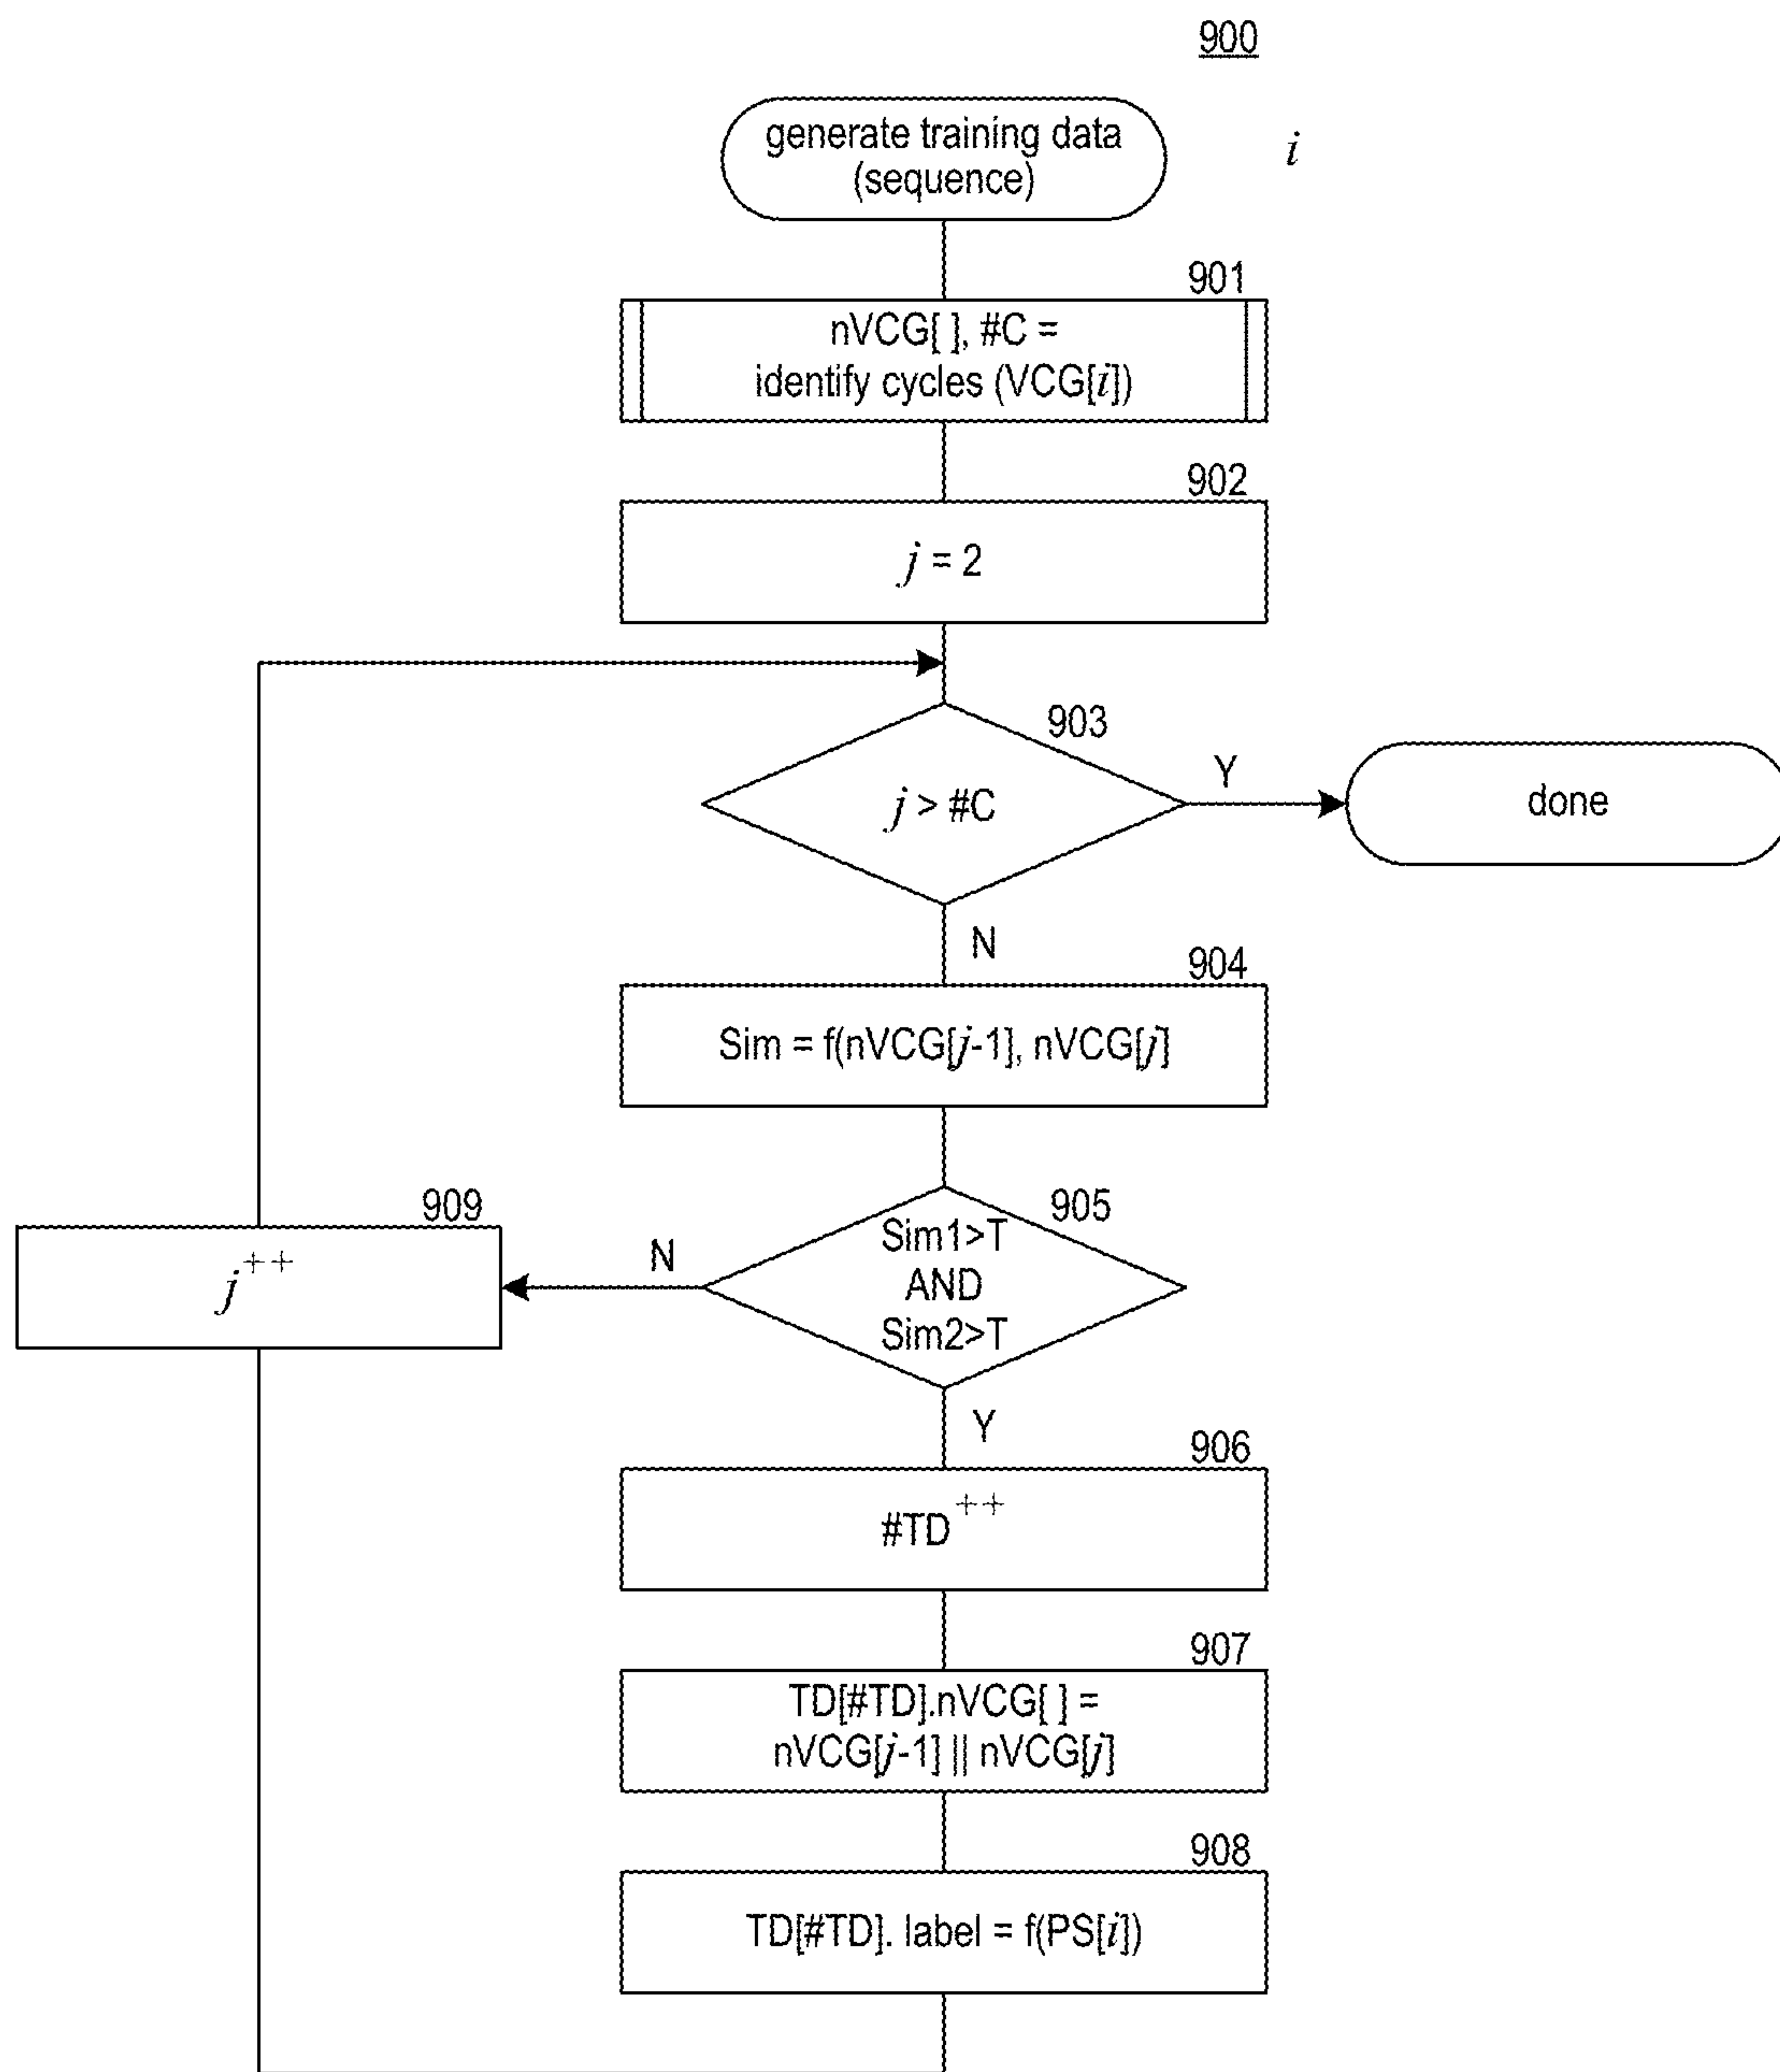 900
generate training data
(sequence)
i
901
nVCG[ ], #C =
identify cycles (VCG[i])
902
j = 2
903
j > #C
Y
done
N
904
Sim = f(nVCG[j-1], nVCG[j]
905
Sim1>T
AND
Sim2>T
N
909
j++
Y
906
#TD++
907
TD[#TD].nVCG[ ] =
nVCG[j-1] || nVCG[j]
908
TD[#TD]. label = f(PS[i])